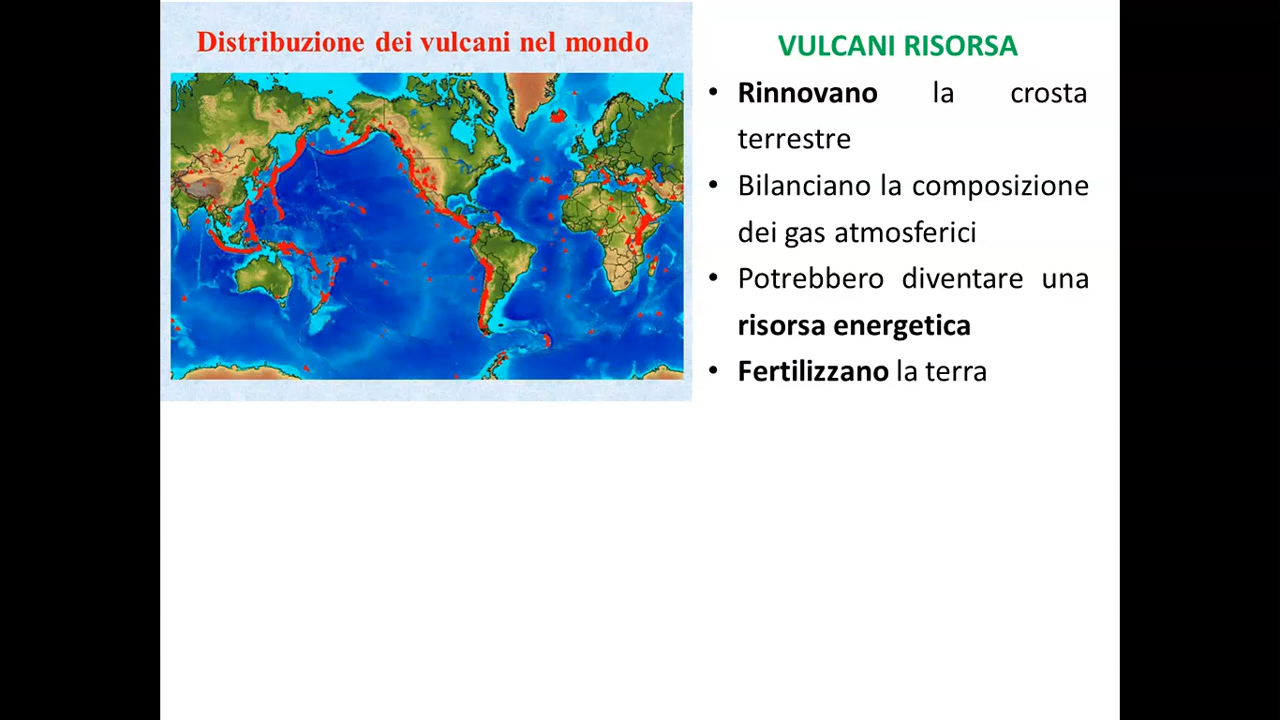 Distribuzione dei vulcani nel mondo
VULCANI RISORSA
• Rinnovano la crosta
terrestre
• Bilanciano la composizione
dei gas atmosferici
• Potrebbero diventare una
risorsa energetica
• Fertilizzano la terra